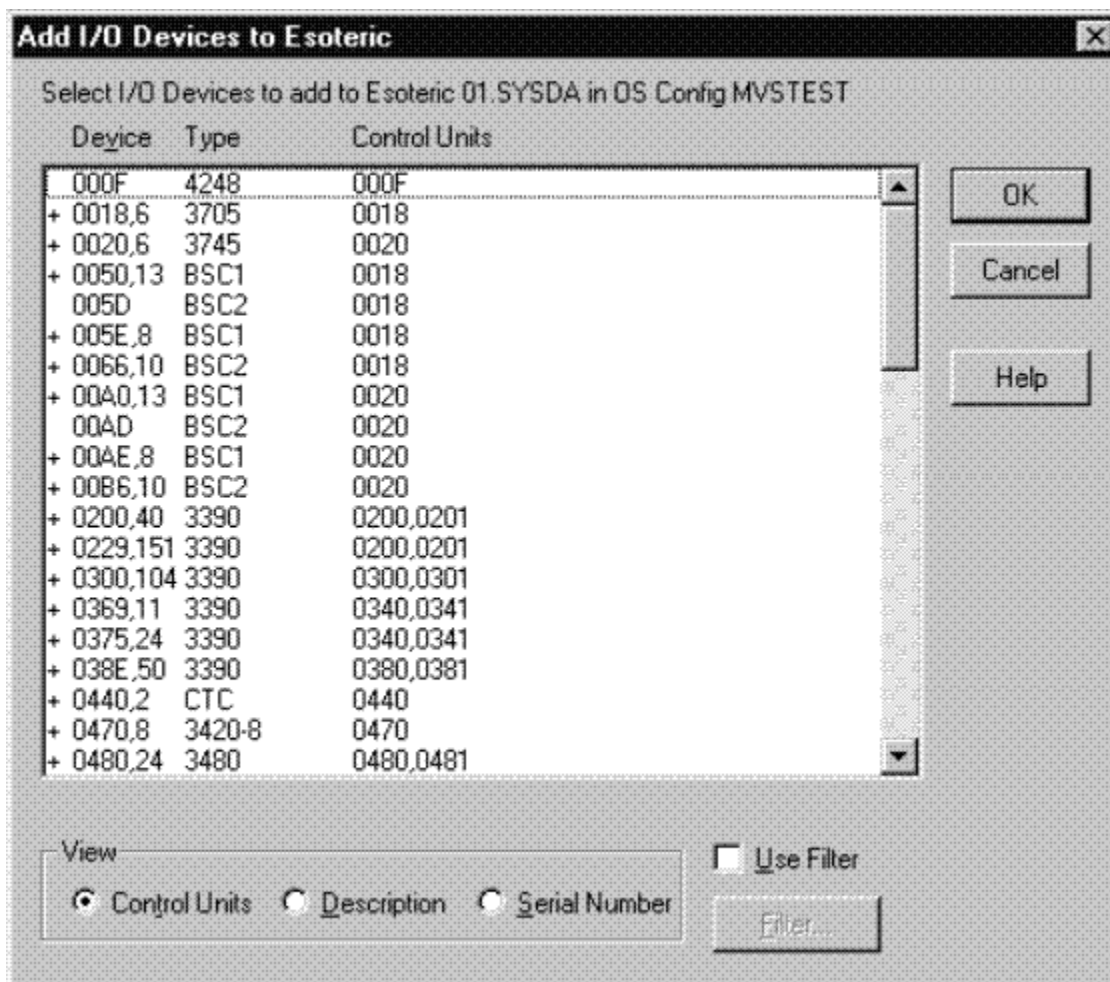 Add I/O Devices to Esoteric
Select I/O Devices to add to Esoteric 01.SYSDA in OS Config MVSTEST
Device Type Control Units
000F 4248 000F
+ 0018,6 3705 0018
+ 0020,6 3745 0020
+ 0050,13 BSC1 0018
005D BSC2 0018
+ 005E,8 BSC1 0018
+ 0066,10 BSC2 0018
+ 00A0,13 BSC1 0020
00AD BSC2 0020
+ 00AE,8 BSC1 0020
+ 00B6,10 BSC2 0020
+ 0200,40 3390 0200,0201
+ 0229,151 3390 0200,0201
+ 0300,104 3390 0300,0301
+ 0369,11 3390 0340,0341
+ 0375,24 3390 0340,0341
+ 038E,50 3390 0380,0381
+ 0440,2 CTC 0440
+ 0470,8 3420-8 0470
+ 0480,24 3480 0480,0481
OK
Cancel
Help
View
Control Units Description Serial Number
Use Filter
Filter...